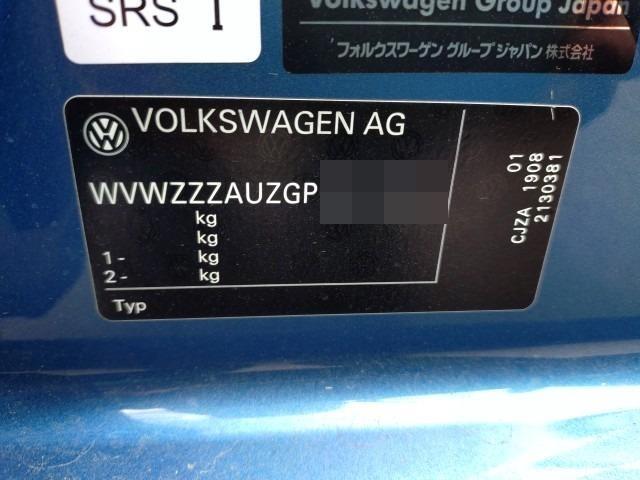 SRS I
Volkswagen Group Japan
フォルクスワーゲン グループ ジャパン 株式会社
VOLKSWAGEN AG
WVWZZZAUZGP
kg
kg
1- kg
2- kg
Typ
01
CJZA 1908
2130381